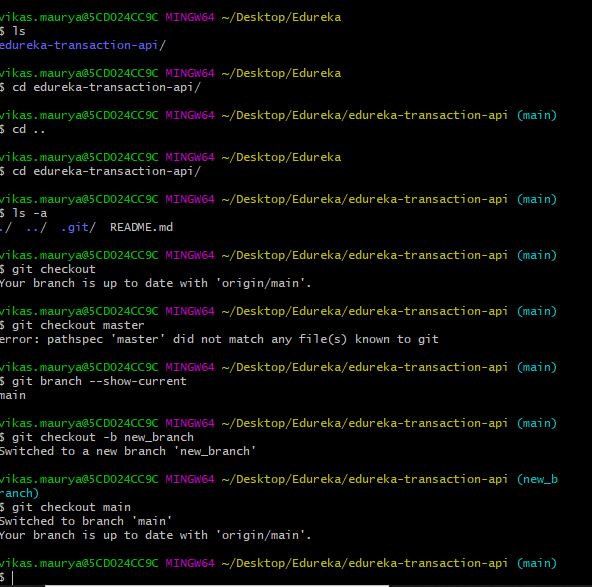 vikas.maurya@5CD024CC9C MINGW64 ~/Desktop/Edureka
$ ls
edureka-transaction-api/
vikas.maurya@5CD024CC9C MINGW64 ~/Desktop/Edureka
$ cd edureka-transaction-api/
vikas.maurya@5CD024CC9C MINGW64 ~/Desktop/Edureka/edureka-transaction-api (main)
$ cd ..
vikas.maurya@5CD024CC9C MINGW64 ~/Desktop/Edureka
$ cd edureka-transaction-api/
vikas.maurya@5CD024CC9C MINGW64 ~/Desktop/Edureka/edureka-transaction-api (main)
$ ls -a
./  ../  .git/  README.md
vikas.maurya@5CD024CC9C MINGW64 ~/Desktop/Edureka/edureka-transaction-api (main)
$ git checkout
Your branch is up to date with 'origin/main'.
vikas.maurya@5CD024CC9C MINGW64 ~/Desktop/Edureka/edureka-transaction-api (main)
$ git checkout master
error: pathspec 'master' did not match any file(s) known to git
vikas.maurya@5CD024CC9C MINGW64 ~/Desktop/Edureka/edureka-transaction-api (main)
$ git branch --show-current
main
vikas.maurya@5CD024CC9C MINGW64 ~/Desktop/Edureka/edureka-transaction-api (main)
$ git checkout -b new_branch
Switched to a new branch 'new_branch'
vikas.maurya@5CD024CC9C MINGW64 ~/Desktop/Edureka/edureka-transaction-api (new_b
ranch)
$ git checkout main
Switched to branch 'main'
Your branch is up to date with 'origin/main'.
vikas.maurya@5CD024CC9C MINGW64 ~/Desktop/Edureka/edureka-transaction-api (main)
$